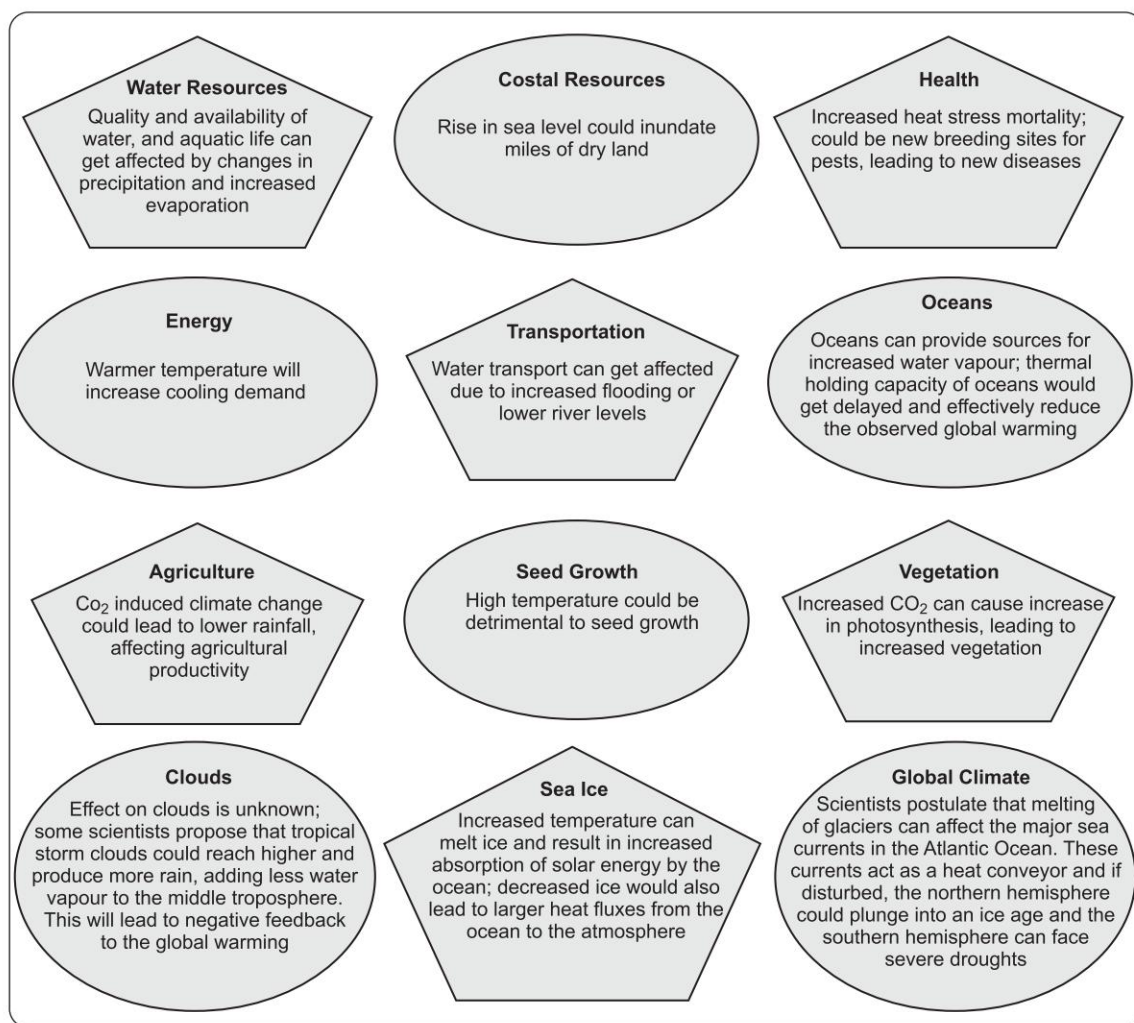 Water Resources
Quality and availability of
water, and aquatic life can
get affected by changes in
precipitation and increased
evaporation
Costal Resources
Rise in sea level could inundate
miles of dry land
Health
Increased heat stress mortality;
could be new breeding sites for
pests, leading to new diseases
Energy
Warmer temperature will
increase cooling demand
Transportation
Water transport can get affected
due to increased flooding or
lower river levels
Oceans
Oceans can provide sources for
increased water vapour; thermal
holding capacity of oceans would
get delayed and effectively reduce
the observed global warming
Agriculture
Co₂ induced climate change
could lead to lower rainfall,
affecting agricultural
productivity
Seed Growth
High temperature could be
detrimental to seed growth
Vegetation
Increased CO₂ can cause increase
in photosynthesis, leading to
increased vegetation
Clouds
Effect on clouds is unknown;
some scientists propose that tropical
storm clouds could reach higher and
produce more rain, adding less water
vapour to the middle troposphere.
This will lead to negative feedback
to the global warming
Sea Ice
Increased temperature can
melt ice and result in increased
absorption of solar energy by the
ocean; decreased ice would also
lead to larger heat fluxes from the
ocean to the atmosphere
Global Climate
Scientists postulate that melting
of glaciers can affect the major sea
currents in the Atlantic Ocean. These
currents act as a heat conveyor and if
disturbed, the northern hemisphere
could plunge into an ice age and the
southern hemisphere can face
severe droughts